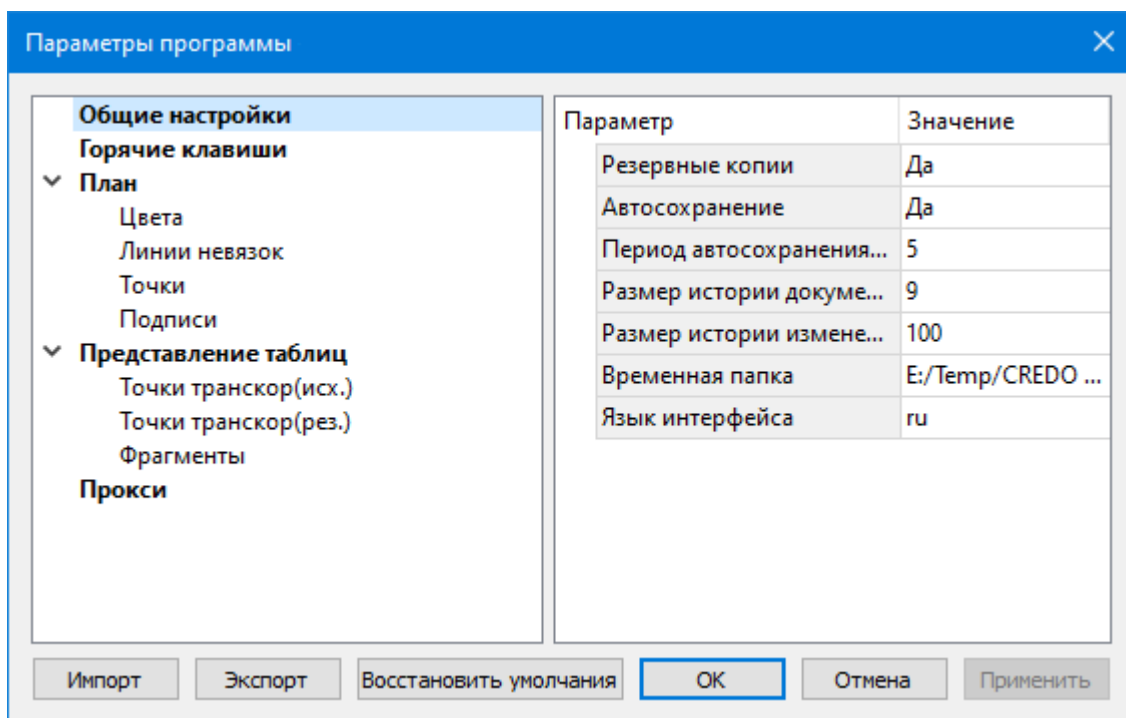 Параметры программы
Общие настройки
Горячие клавиши
План
Цвета
Линии невязок
Точки
Подписи
Представление таблиц
Точки транскор(исх.)
Точки транскор(рез.)
Фрагменты
Прокси
Параметр Значение
Резервные копии Да
Автосохранение Да
Период автосохранения... 5
Размер истории докуме... 9
Размер истории измене... 100
Временная папка E:/Temp/CREDO ...
Язык интерфейса ru
Импорт Экспорт Восстановить умолчания OK Отмена Применить